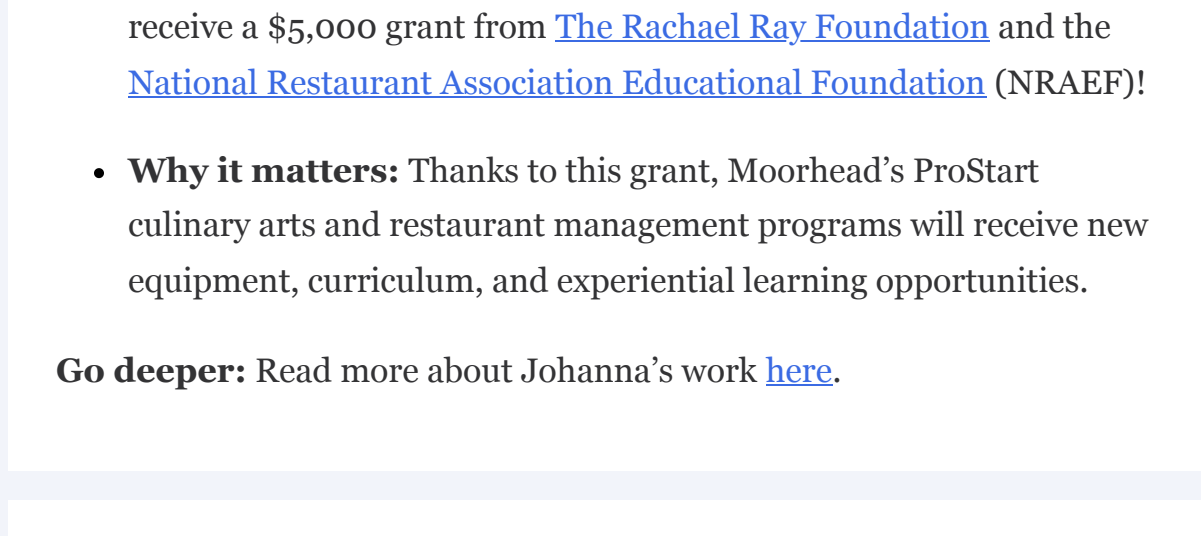 receive a $5,000 grant from The Rachael Ray Foundation and the
National Restaurant Association Educational Foundation (NRAEF)!
• Why it matters: Thanks to this grant, Moorhead’s ProStart
culinary arts and restaurant management programs will receive new
equipment, curriculum, and experiential learning opportunities.
Go deeper: Read more about Johanna’s work here.